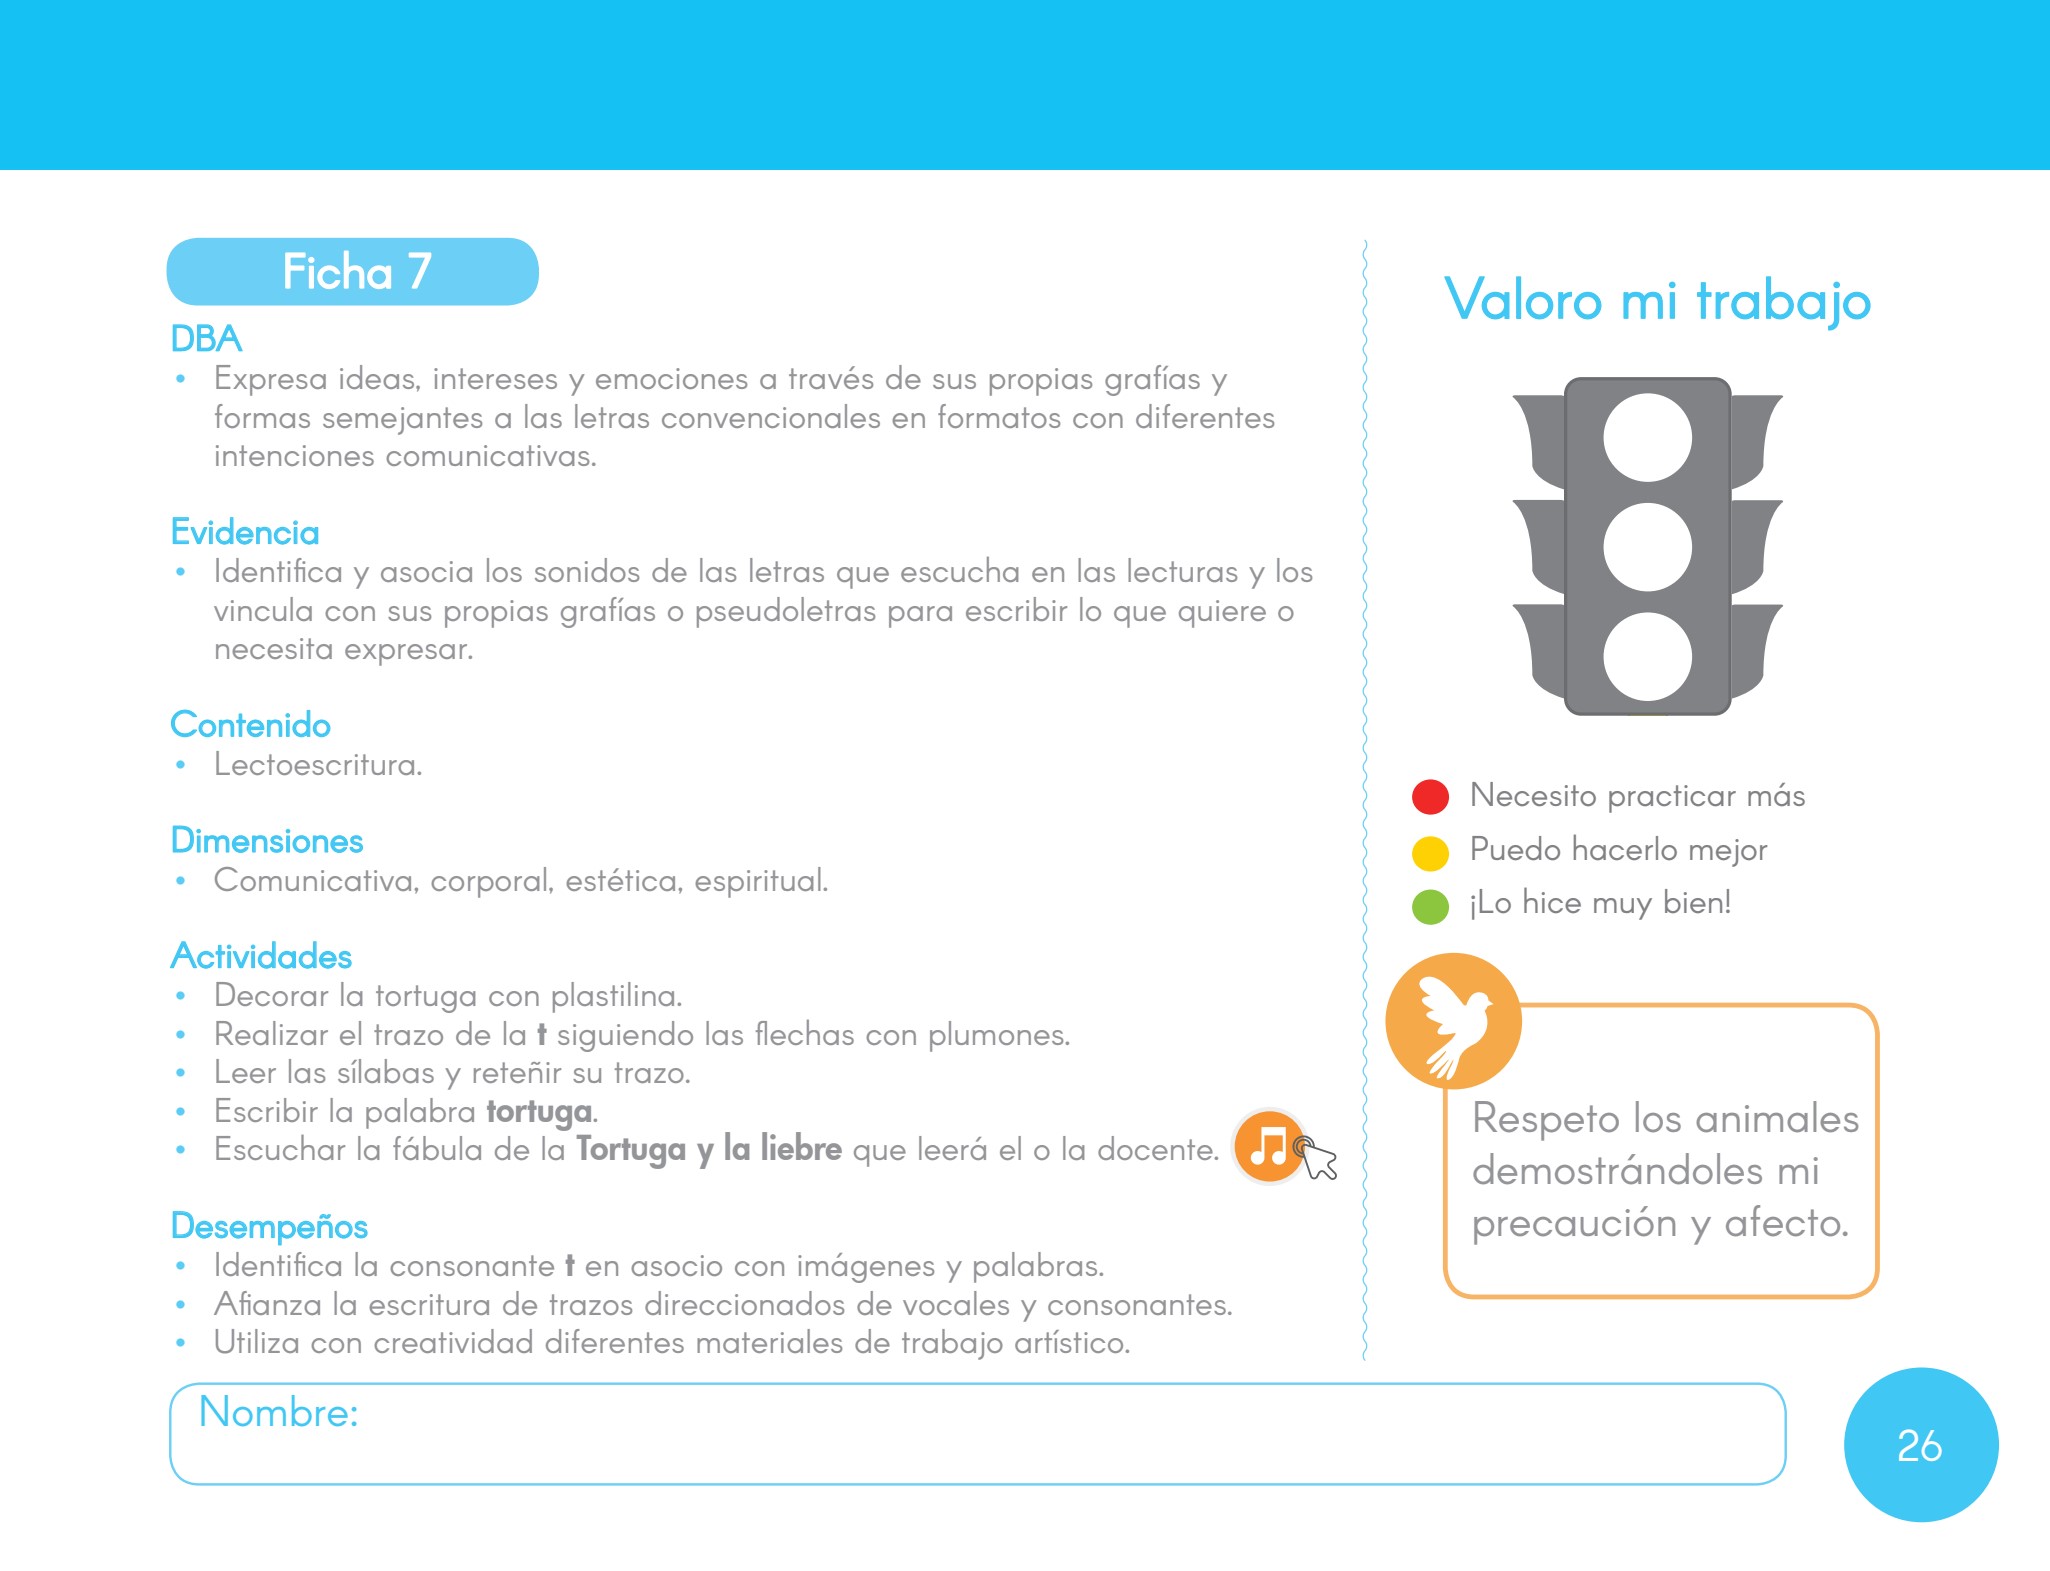 Ficha 7
DBA
• Expresa ideas, intereses y emociones a través de sus propias grafías y
formas semejantes a las letras convencionales en formatos con diferentes
intenciones comunicativas.
Evidencia
• Identifica y asocia los sonidos de las letras que escucha en las lecturas y los
vincula con sus propias grafías o pseudoletras para escribir lo que quiere o
necesita expresar.
Contenido
• Lectoescritura.
Dimensiones
• Comunicativa, corporal, estética, espiritual.
Actividades
• Decorar la tortuga con plastilina.
• Realizar el trazo de la t siguiendo las flechas con plumones.
• Leer las sílabas y reteñir su trazo.
• Escribir la palabra tortuga.
• Escuchar la fábula de la Tortuga y la liebre que leerá el o la docente.
Desempeños
• Identifica la consonante t en asocio con imágenes y palabras.
• Afianza la escritura de trazos direccionados de vocales y consonantes.
• Utiliza con creatividad diferentes materiales de trabajo artístico.
Valoro mi trabajo
Necesito practicar más
Puedo hacerlo mejor
¡Lo hice muy bien!
Respeto los animales
demostrándoles mi
precaución y afecto.
Nombre:
26